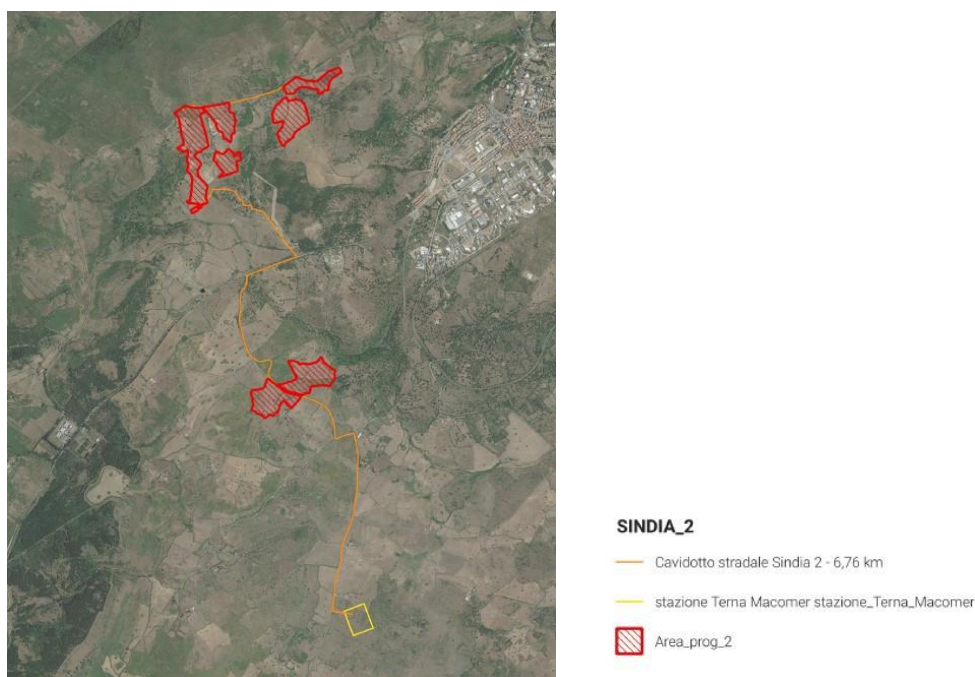 SINDIA_2
Cavidotto stradale Sindia 2 - 6,76 km
stazione Terna Macomer stazione_Terna_Macomer
Area_prog_2